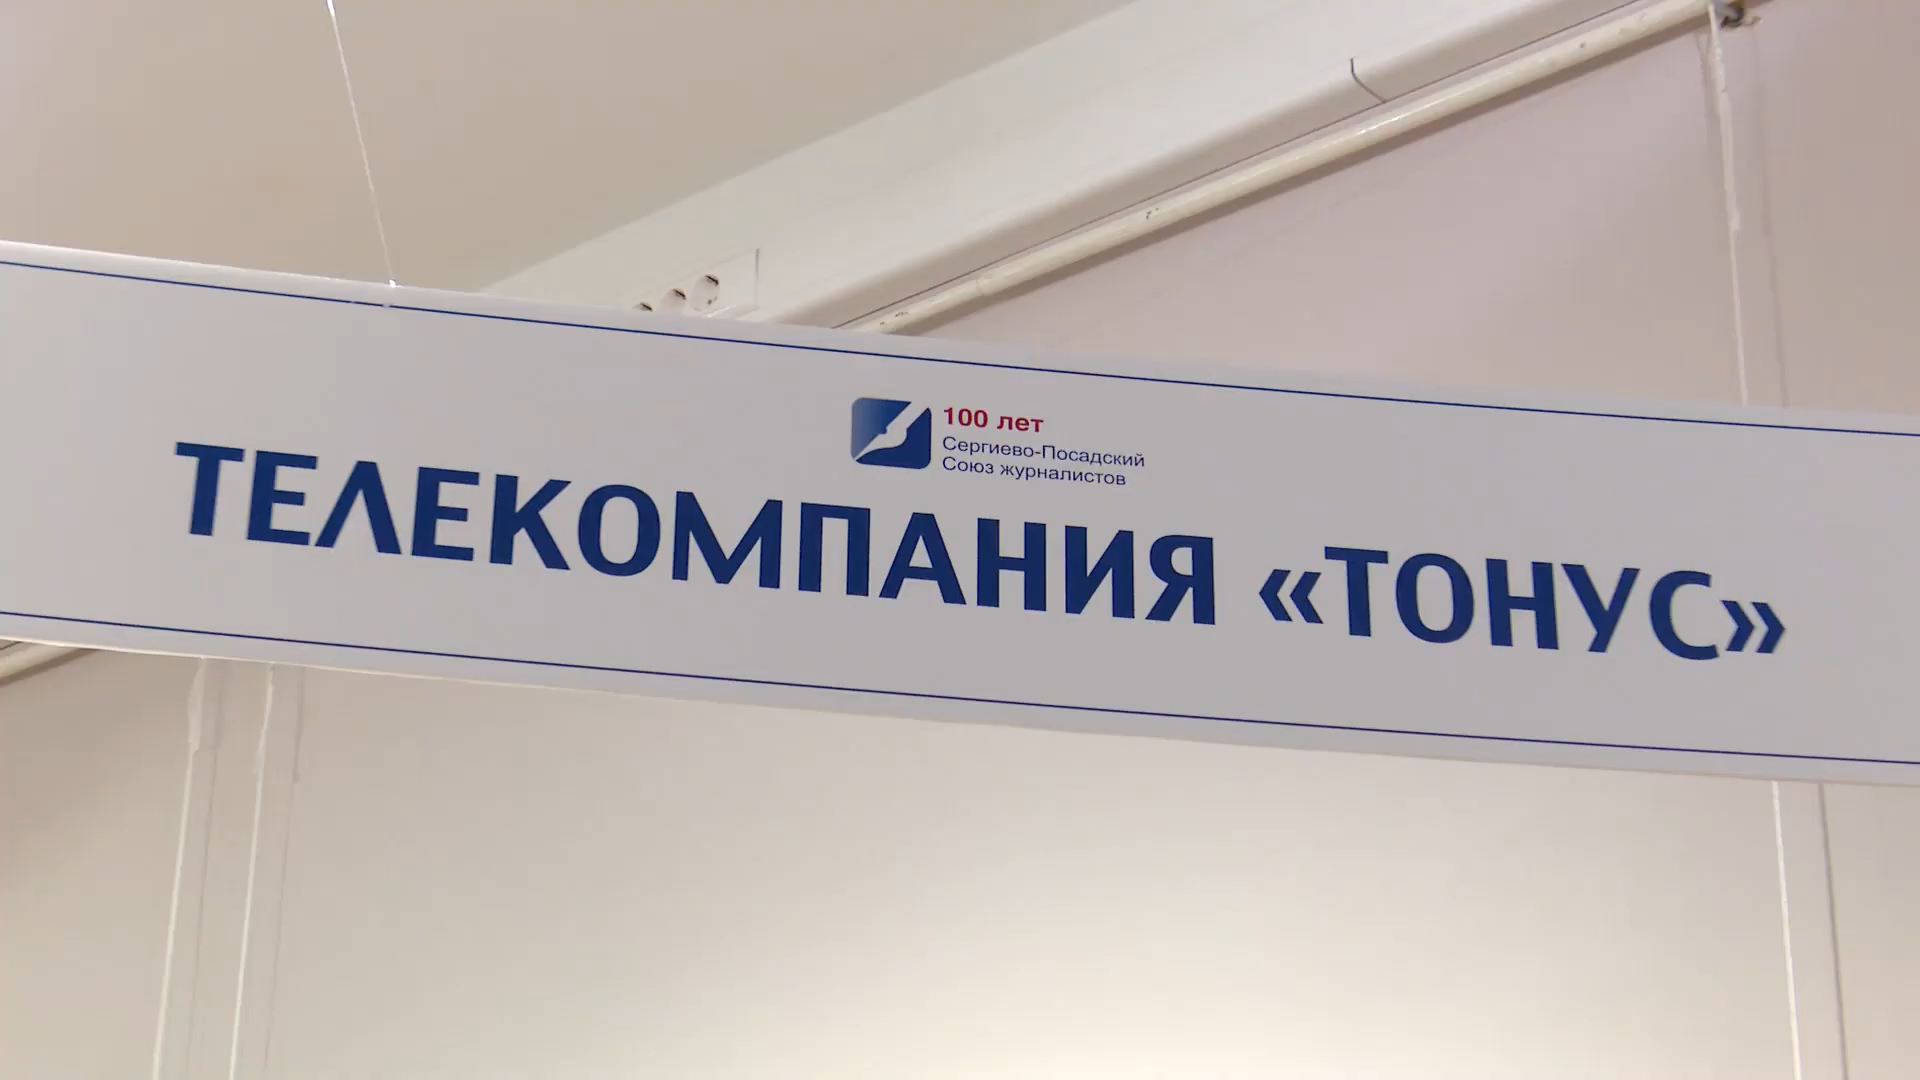 100 лет
Сергиево-Посадский
Союз журналистов
ТЕЛЕКОМПАНИЯ «ТОНУС»